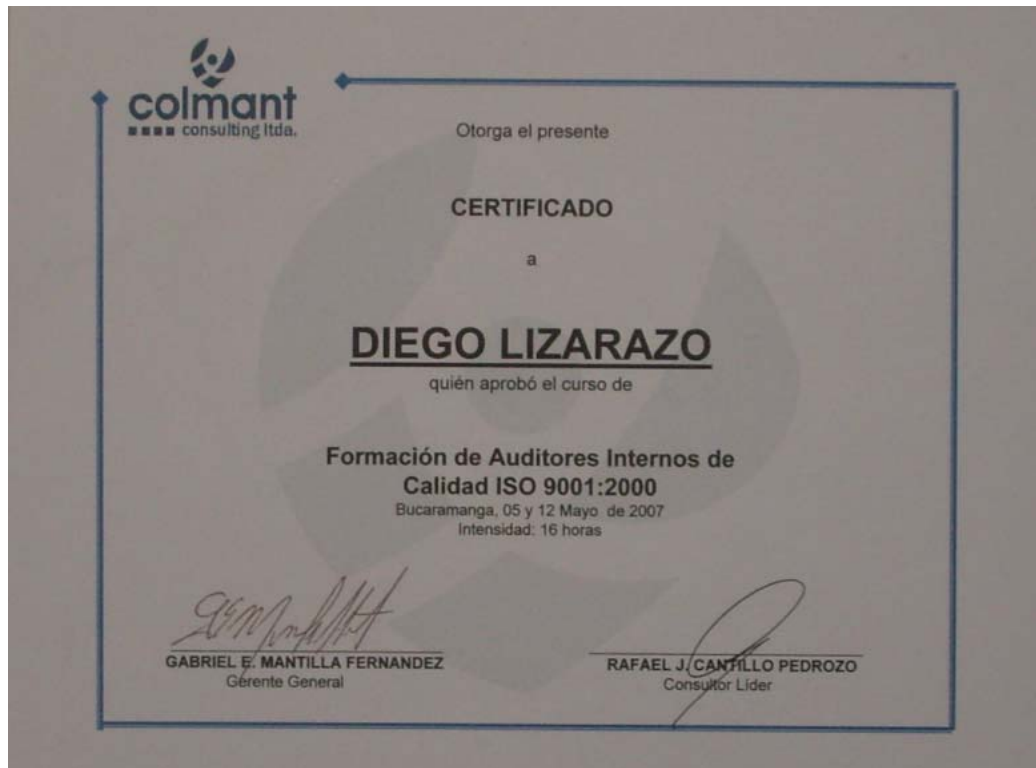 colmant
consulting ltda.
Otorga el presente
CERTIFICADO
a
DIEGO LIZARAZO
quién aprobó el curso de
Formación de Auditores Internos de
Calidad ISO 9001:2000
Bucaramanga, 05 y 12 Mayo de 2007
Intensidad: 16 horas
GABRIEL E. MANTILLA FERNANDEZ
Gerente General
RAFAEL J. CANTILLO PEDROZO
Consultor Lider